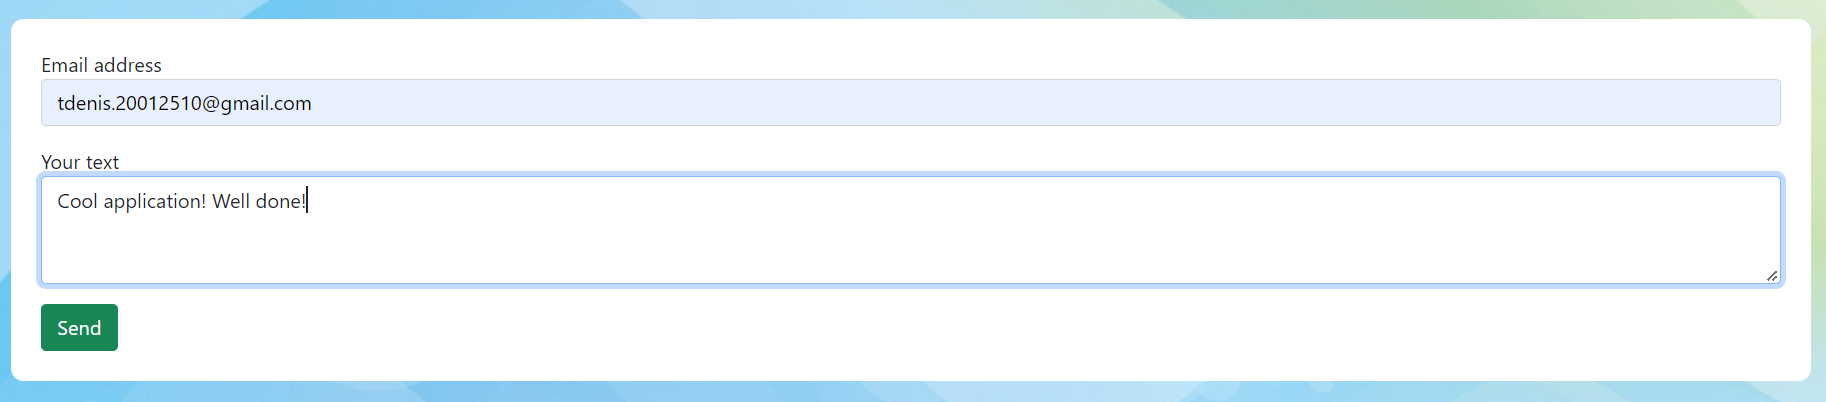 Email address
tdenis.20012510@gmail.com
Your text
Cool application! Well done!
Send